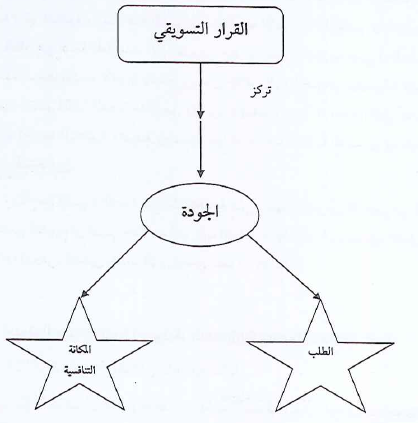 القرار التسويقي
تركز
الجودة
الطلب
المكانة
التنافسية